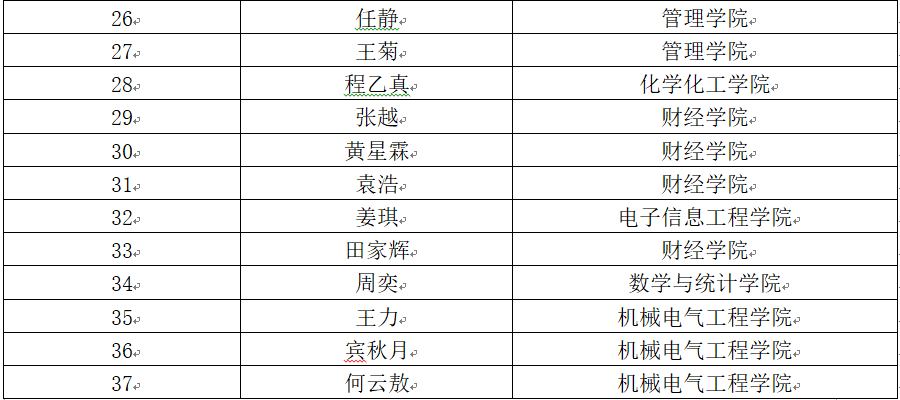 26 任静 管理学院
27 王菊 管理学院
28 程乙真 化学化工学院
29 张越 财经学院
30 黄星霖 财经学院
31 袁浩 财经学院
32 姜琪 电子信息工程学院
33 田家辉 财经学院
34 周奕 数学与统计学院
35 王力 机械电气工程学院
36 宾秋月 机械电气工程学院
37 何云敖 机械电气工程学院